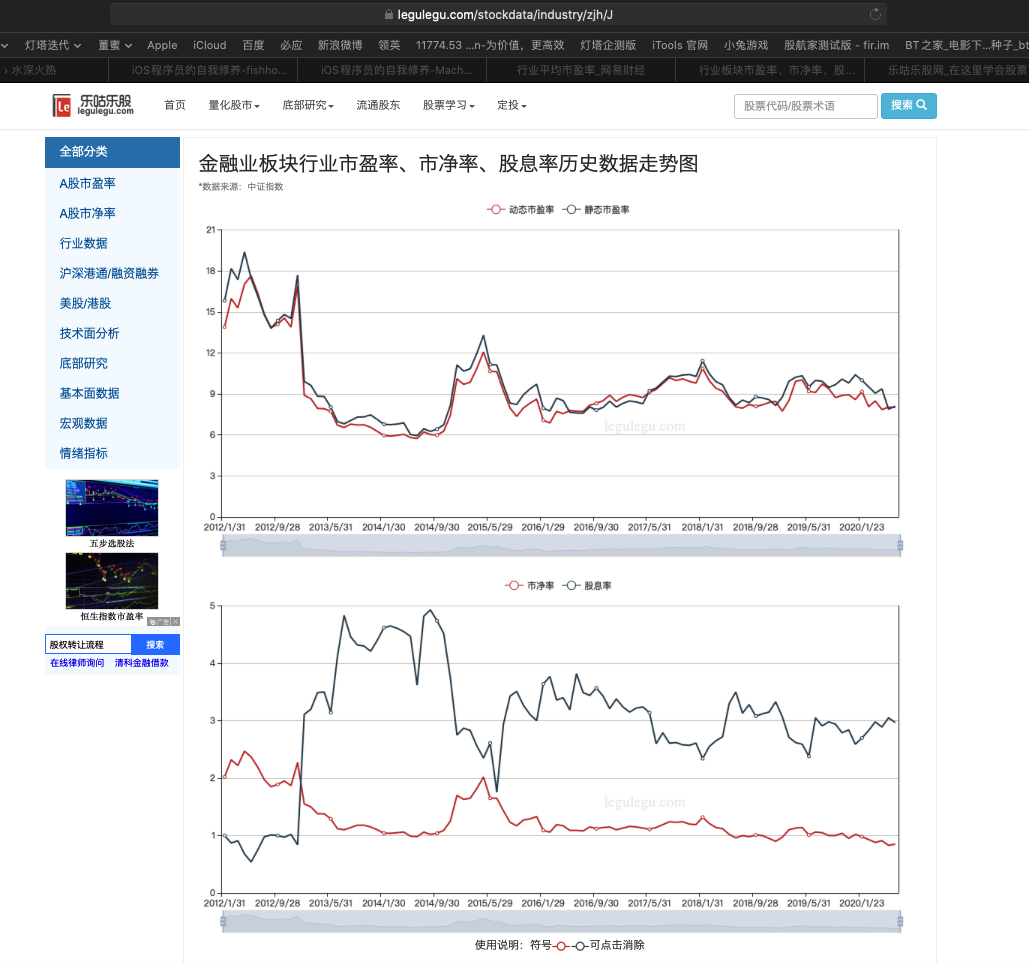 legulegu.com/stockdata/industry/zjh/J
灯塔迭代 董蜜 Apple iCloud 百度 必应 新浪微博 领英 11774.53 ...n-为价值，更高效 灯塔企测版 iTools 官网 小兔游戏 股航家测试版 - fir.im BT之家_电影下...种子_bt
› 水深火热 iOS程序员的自我修养-fishho... iOS程序员的自我修养-Mach... 行业平均市盈率_网易财经 行业板块市盈率、市净率、股... 乐咕乐股网_在这里学会股票
Le 乐咕乐股 legulegu.com 首页 量化股市 底部研究 流通股东 股票学习 定投 股票代码/股票术语 搜索
全部分类
A股市盈率
A股市净率
行业数据
沪深港通/融资融券
美股/港股
技术面分析
底部研究
基本面数据
宏观数据
情绪指标
五步选股法
恒生指数市盈率
广告
股权转让流程 搜索
在线律师询问 清科金融借款
金融业板块行业市盈率、市净率、股息率历史数据走势图
*数据来源：中证指数
动态市盈率 静态市盈率
21
18
15
12
9
6
3
0
legulegu.com
2012/1/31 2012/9/28 2013/5/31 2014/1/30 2014/9/30 2015/5/29 2016/1/29 2016/9/30 2017/5/31 2018/1/31 2018/9/28 2019/5/31 2020/1/23
市净率 股息率
5
4
3
2
1
0
legulegu.com
2012/1/31 2012/9/28 2013/5/31 2014/1/30 2014/9/30 2015/5/29 2016/1/29 2016/9/30 2017/5/31 2018/1/31 2018/9/28 2019/5/31 2020/1/23
使用说明：符号 可点击消除